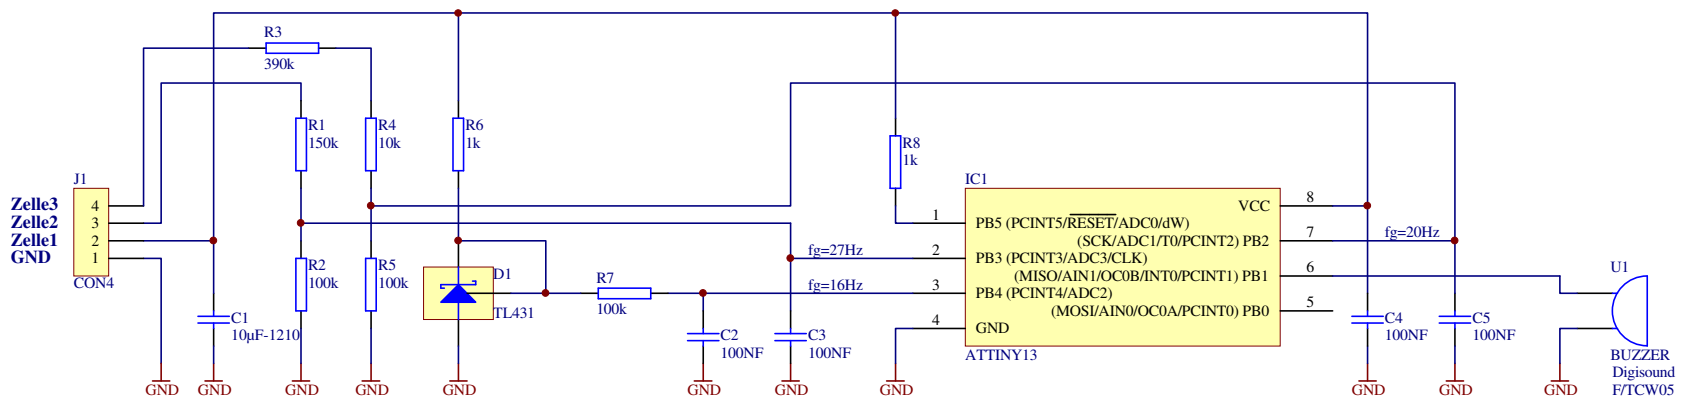 R3
390k
R1
150k
R4
10k
R6
1k
R8
1k
J1
Zelle3
4
Zelle2
3
Zelle1
2
GND
1
CON4
R2
100k
R5
100k
C1
10µF-1210
D1
TL431
R7
100k
C2
100NF
C3
100NF
fg=27Hz
fg=16Hz
IC1
1
PB5 (PCINT5/RESET/ADC0/dW)
2
PB3 (PCINT3/ADC3/CLK)
3
PB4 (PCINT4/ADC2)
4
GND
VCC
8
(SCK/ADC1/T0/PCINT2) PB2
7
(MISO/AIN1/OC0B/INT0/PCINT1) PB1
6
(MOSI/AIN0/OC0A/PCINT0) PB0
5
ATTINY13
fg=20Hz
C4
100NF
C5
100NF
U1
BUZZER
Digisound
F/TCW05
GND
GND
GND
GND
GND
GND
GND
GND
GND
GND
GND